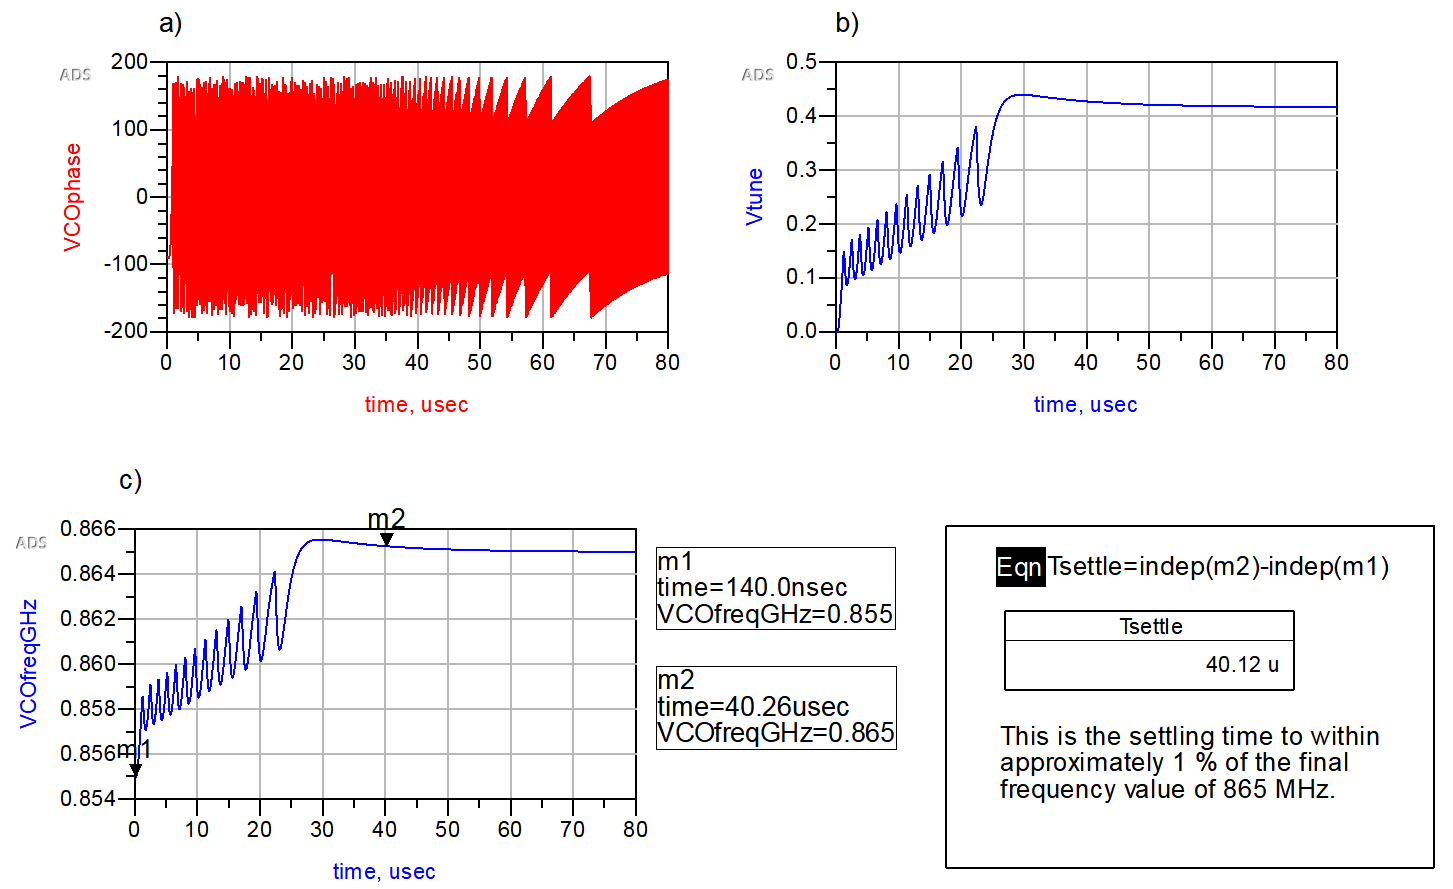 a)
ADS
200
100
0
-100
-200
VCOphase
0 10 20 30 40 50 60 70 80
time, usec
b)
ADS
0.5
0.4
0.3
0.2
0.1
0.0
Vtune
0 10 20 30 40 50 60 70 80
time, usec
c)
ADS
0.866
0.864
0.862
0.860
0.858
0.856
0.854
VCOfreqGHz
m1
m2
0 10 20 30 40 50 60 70 80
time, usec
m1
time=140.0nsec
VCOfreqGHz=0.855
m2
time=40.26usec
VCOfreqGHz=0.865
Eqn Tsettle=indep(m2)-indep(m1)
Tsettle
40.12 u
This is the settling time to within
approximately 1 % of the final
frequency value of 865 MHz.